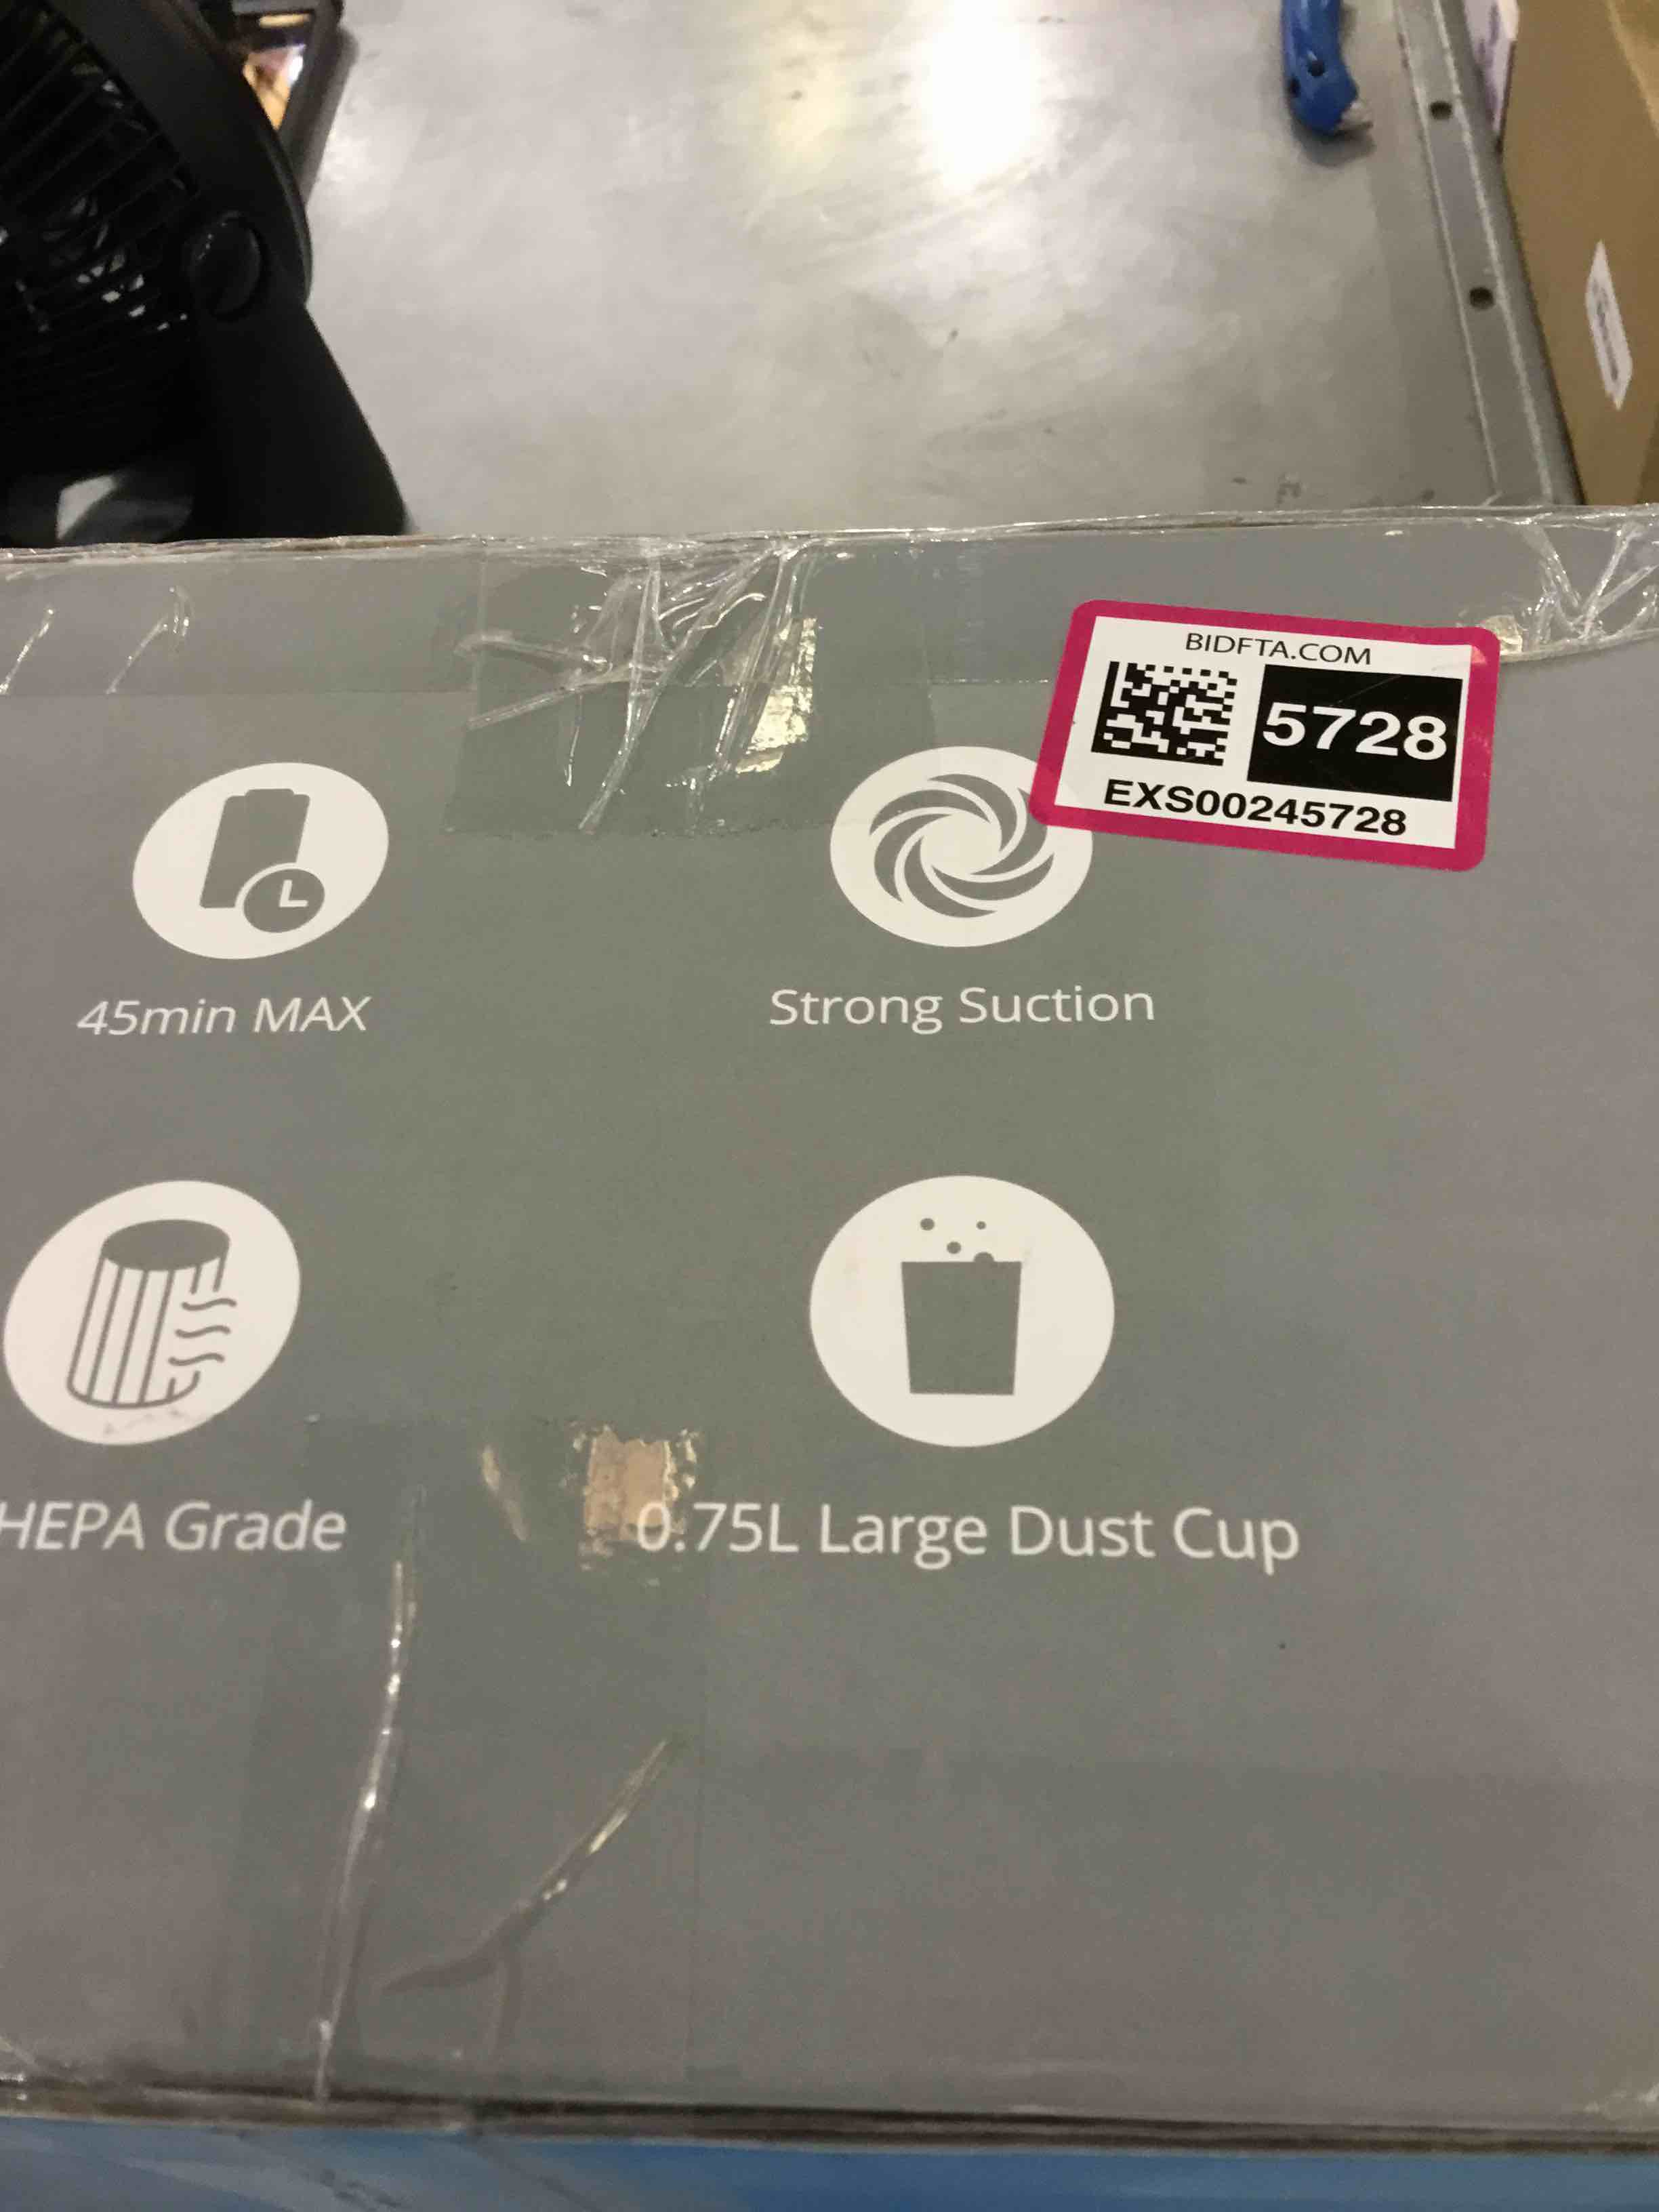 BIDFTA.COM
5728
EXS00245728
45min MAX
Strong Suction
HEPA Grade
0.75L Large Dust Cup